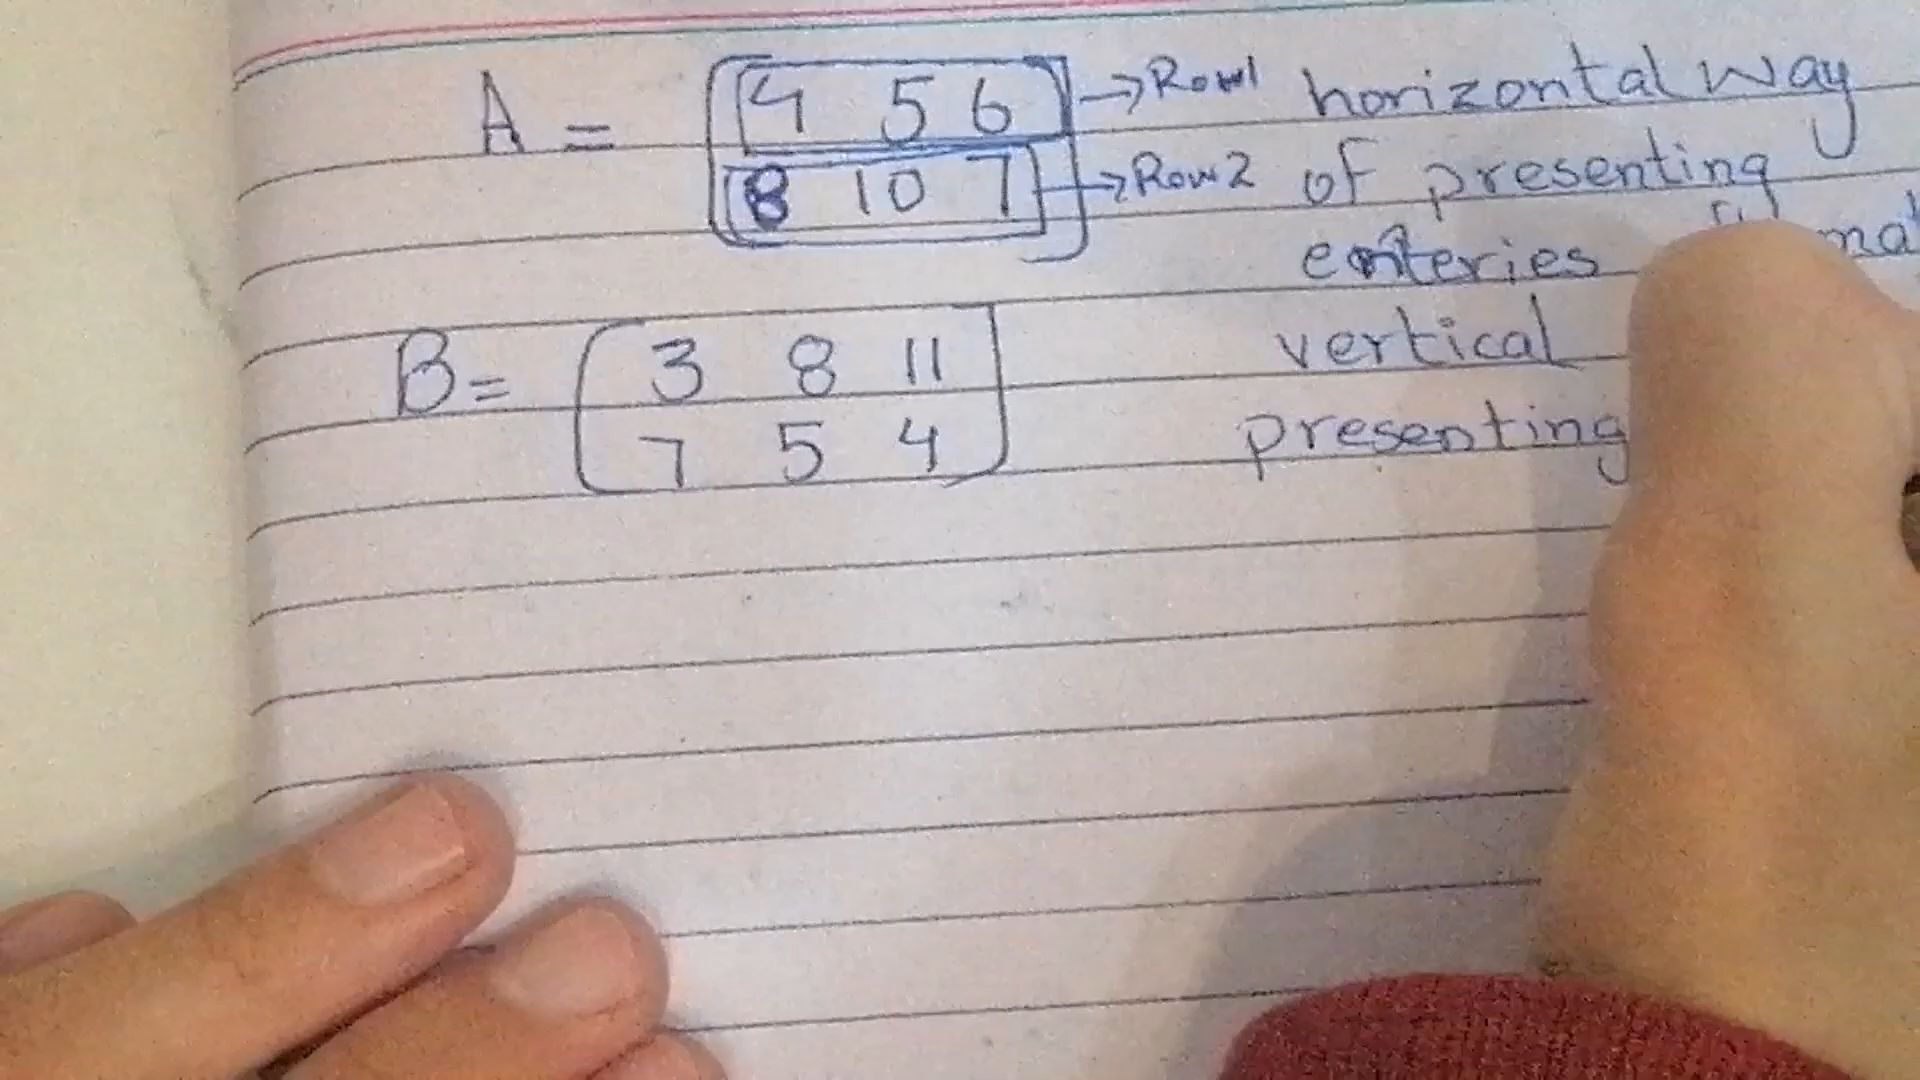 A = [4 5 6 → Row1 horizontal way
8 10 7] → Row2 of presenting
enteries
B = [3 8 11 vertical
7 5 4] presenting